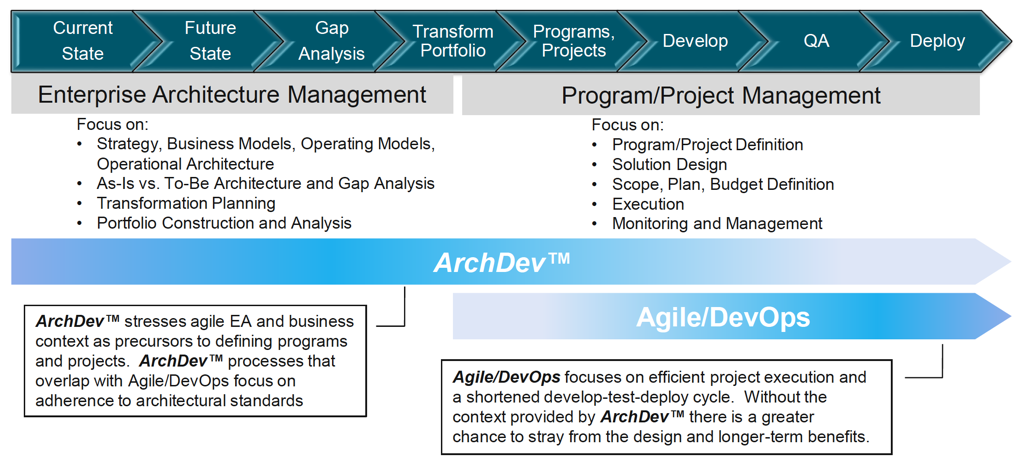 Current
State
Future
State
Gap
Analysis
Transform
Portfolio
Programs,
Projects
Develop
QA
Deploy
Enterprise Architecture Management
Program/Project Management
Focus on:
• Strategy, Business Models, Operating Models,
Operational Architecture
• As-Is vs. To-Be Architecture and Gap Analysis
• Transformation Planning
• Portfolio Construction and Analysis
Focus on:
• Program/Project Definition
• Solution Design
• Scope, Plan, Budget Definition
• Execution
• Monitoring and Management
ArchDev™
Agile/DevOps
ArchDev™ stresses agile EA and business
context as precursors to defining programs
and projects. ArchDev™ processes that
overlap with Agile/DevOps focus on
adherence to architectural standards
Agile/DevOps focuses on efficient project execution and
a shortened develop-test-deploy cycle. Without the
context provided by ArchDev™ there is a greater
chance to stray from the design and longer-term benefits.